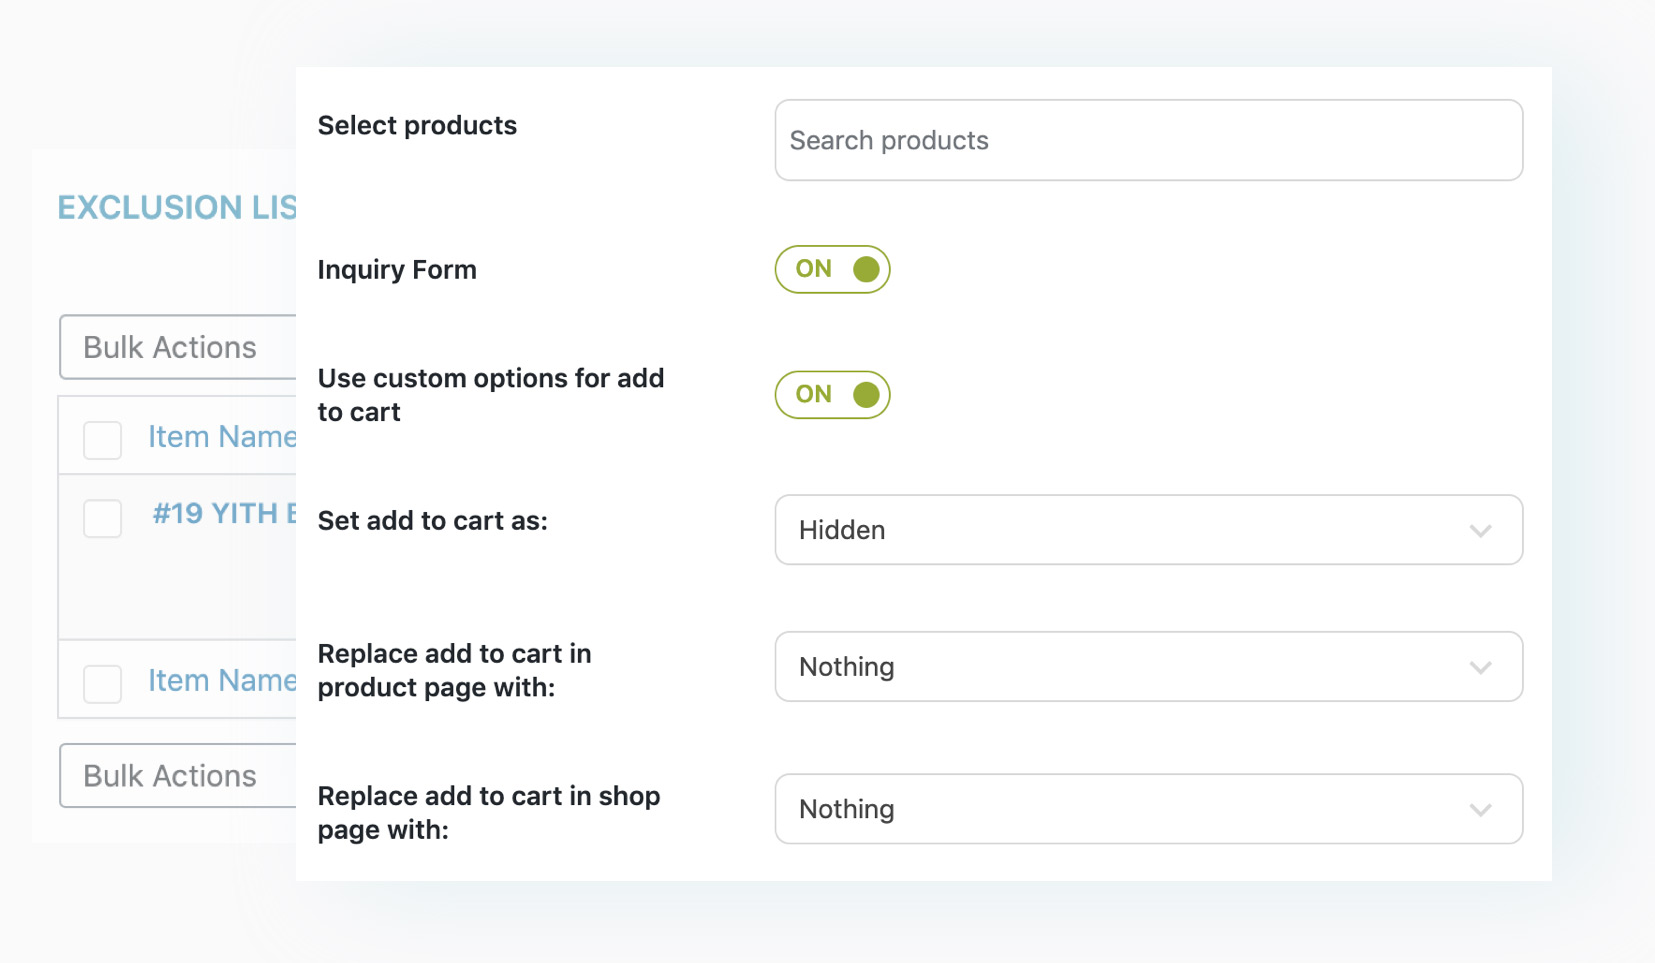 EXCLUSION LIS
Bulk Actions
Item Name
#19 YITH
Item Name
Bulk Actions
Select products
Search products
Inquiry Form
ON
Use custom options for add
to cart
ON
Set add to cart as:
Hidden
Replace add to cart in
product page with:
Nothing
Replace add to cart in shop
page with:
Nothing